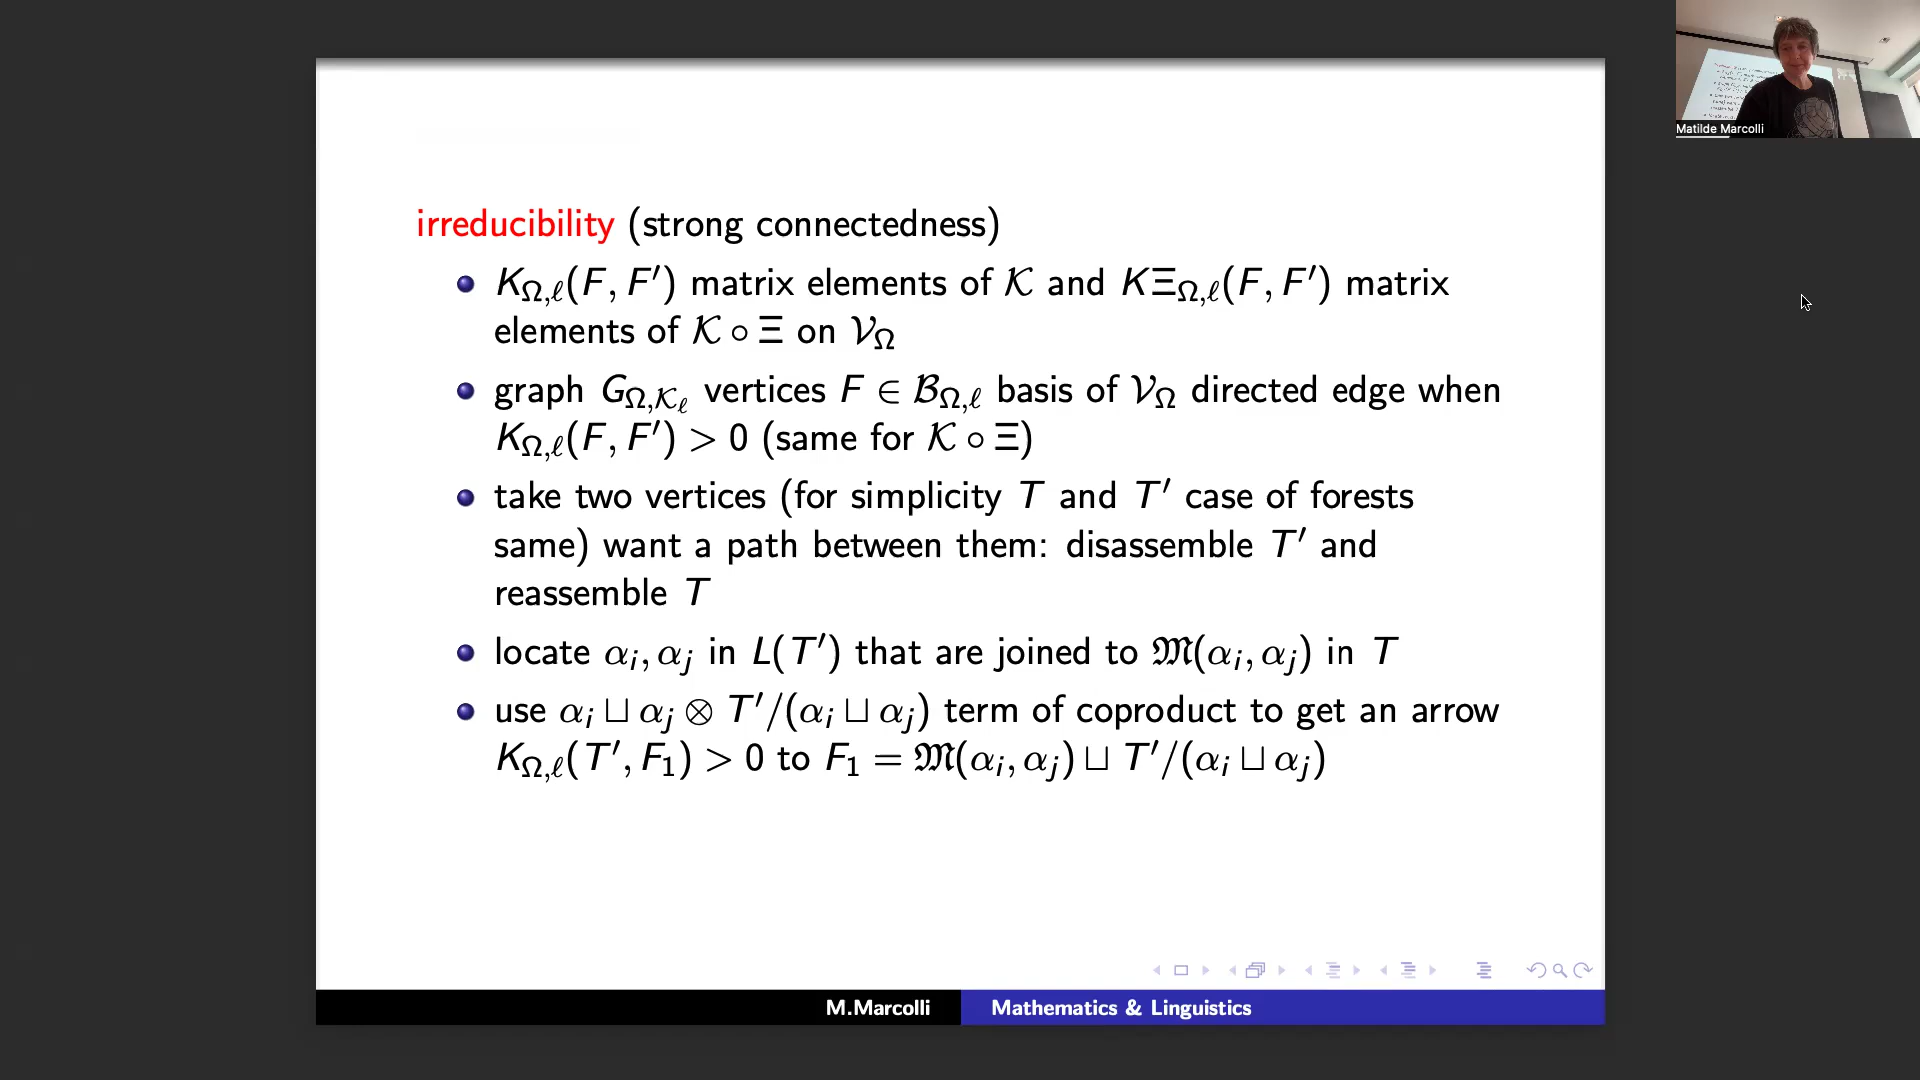 irreducibility (strong connectedness)
K_{Ω,ℓ}(F, F′) matrix elements of 𝒦 and KΞ_{Ω,ℓ}(F, F′) matrix
elements of 𝒦 ∘ Ξ on 𝒱_Ω
graph G_{Ω,𝒦_ℓ} vertices F ∈ ℬ_{Ω,ℓ} basis of 𝒱_Ω directed edge when
K_{Ω,ℓ}(F, F′) > 0 (same for 𝒦 ∘ Ξ)
take two vertices (for simplicity T and T′ case of forests
same) want a path between them: disassemble T′ and
reassemble T
locate α_i, α_j in L(T′) that are joined to 𝔐(α_i, α_j) in T
use α_i ⊔ α_j ⊗ T′/(α_i ⊔ α_j) term of coproduct to get an arrow
K_{Ω,ℓ}(T′, F_1) > 0 to F_1 = 𝔐(α_i, α_j) ⊔ T′/(α_i ⊔ α_j)
M.Marcolli
Mathematics & Linguistics
Matilde Marcolli